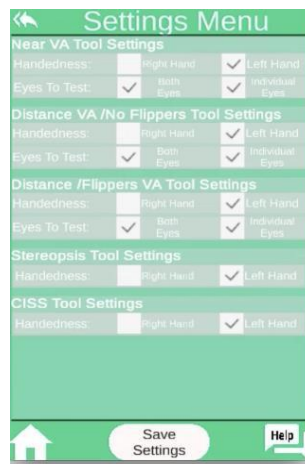 Settings Menu
Near VA Tool Settings
Handedness: Right Hand Left Hand
Eyes To Test: Both Eyes Individual Eyes
Distance VA /No Flippers Tool Settings
Handedness: Right Hand Left Hand
Eyes To Test: Both Eyes Individual Eyes
Distance /Flippers VA Tool Settings
Handedness: Right Hand Left Hand
Eyes To Test: Both Eyes Individual Eyes
Stereopsis Tool Settings
Handedness: Right Hand Left Hand
CISS Tool Settings
Handedness: Right Hand Left Hand
Save
Settings
Help